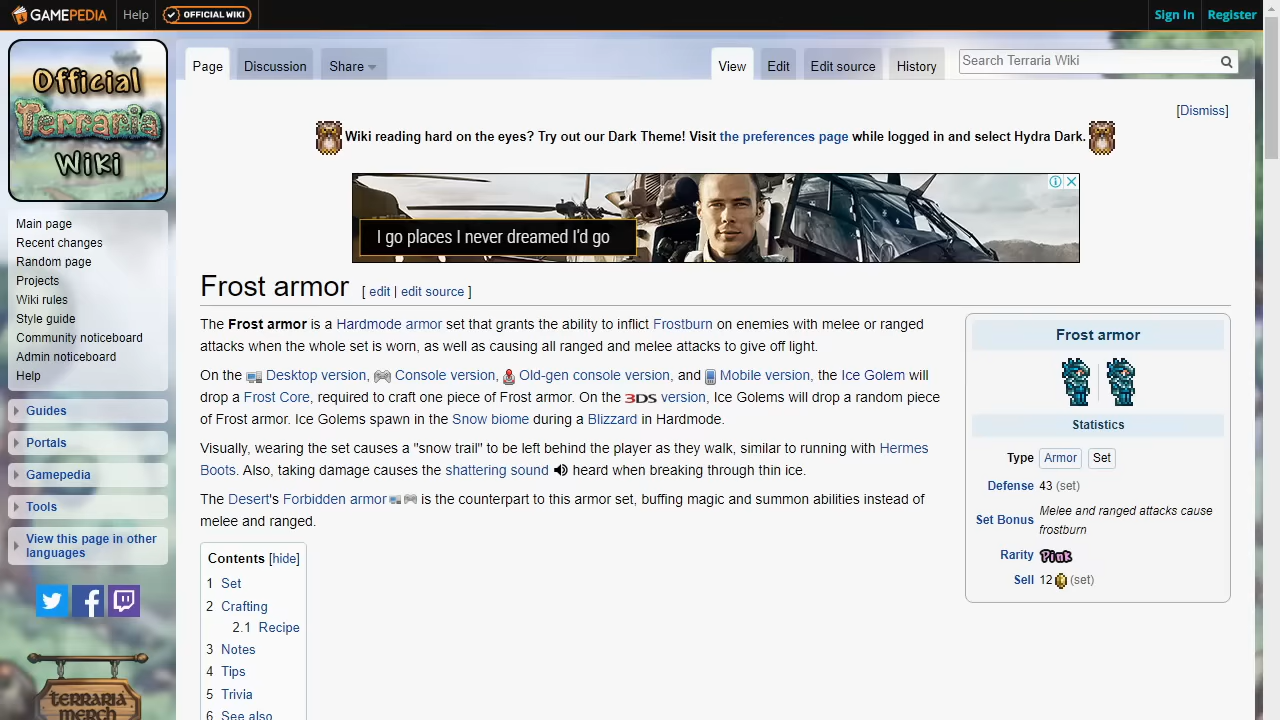 GAMEPEDIA Help OFFICIAL WIKI Sign In Register
Official
Terraria
Wiki
Page Discussion Share View Edit Edit source History Search Terraria Wiki
[Dismiss]
Wiki reading hard on the eyes? Try out our Dark Theme! Visit the preferences page while logged in and select Hydra Dark.
I go places I never dreamed I'd go
Main page
Recent changes
Random page
Projects
Wiki rules
Style guide
Community noticeboard
Admin noticeboard
Help
Guides
Portals
Gamepedia
Tools
View this page in other
languages
terraria
merch
Frost armor [ edit | edit source ]
The Frost armor is a Hardmode armor set that grants the ability to inflict Frostburn on enemies with melee or ranged
attacks when the whole set is worn, as well as causing all ranged and melee attacks to give off light.
On the Desktop version, Console version, Old-gen console version, and Mobile version, the Ice Golem will
drop a Frost Core, required to craft one piece of Frost armor. On the 3DS version, Ice Golems will drop a random piece
of Frost armor. Ice Golems spawn in the Snow biome during a Blizzard in Hardmode.
Visually, wearing the set causes a "snow trail" to be left behind the player as they walk, similar to running with Hermes
Boots. Also, taking damage causes the shattering sound heard when breaking through thin ice.
The Desert's Forbidden armor is the counterpart to this armor set, buffing magic and summon abilities instead of
melee and ranged.
Contents [hide]
1 Set
2 Crafting
2.1 Recipe
3 Notes
4 Tips
5 Trivia
6 See also
Frost armor
Statistics
Type Armor Set
Defense 43 (set)
Set Bonus Melee and ranged attacks cause
frostburn
Rarity Pink
Sell 12 (set)